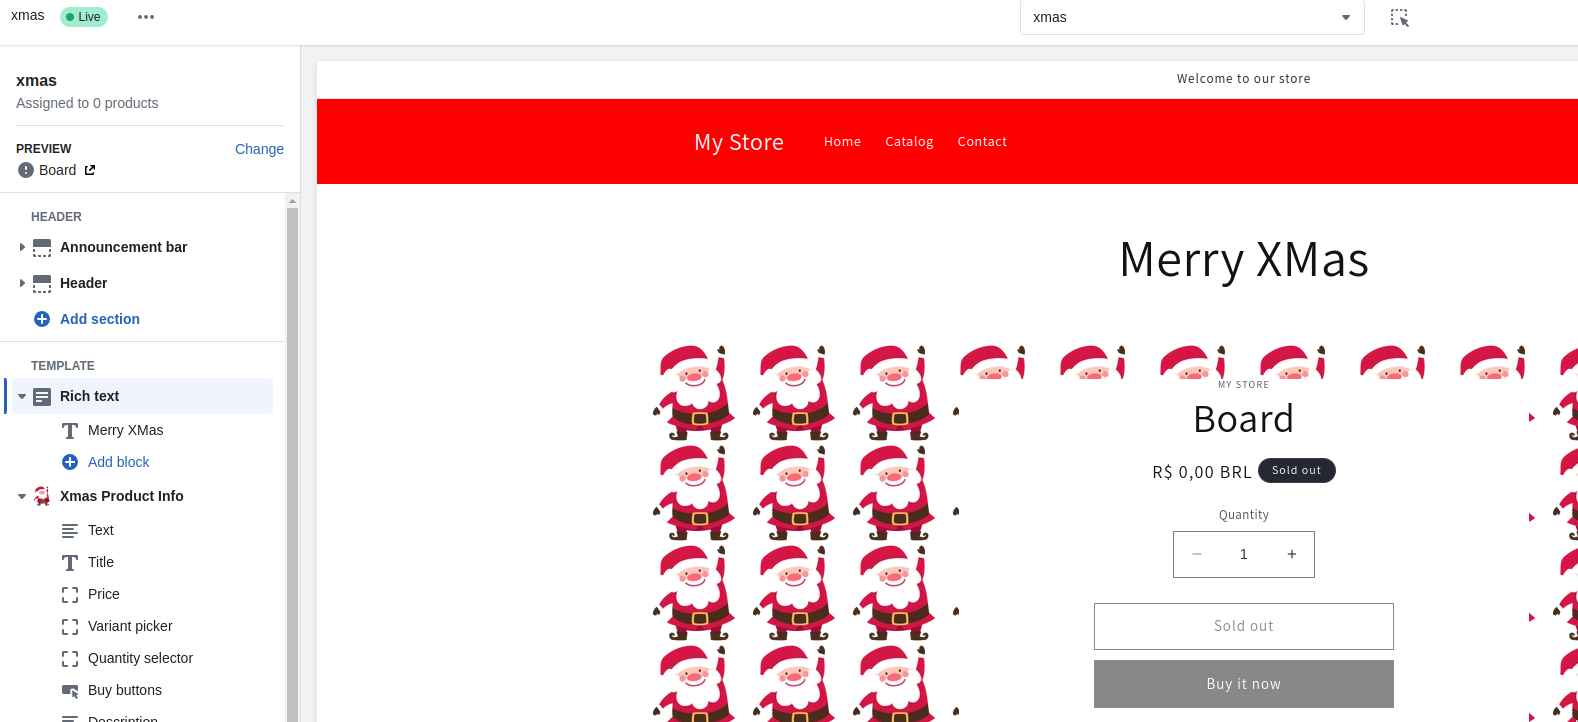 xmas Live xmas
xmas
Assigned to 0 products
PREVIEW Change
Board
HEADER
Announcement bar
Header
Add section
TEMPLATE
Rich text
Merry XMas
Add block
Xmas Product Info
Text
Title
Price
Variant picker
Quantity selector
Buy buttons
Description
Welcome to our store
My Store Home Catalog Contact
Merry XMas
MY STORE
Board
R$ 0,00 BRL Sold out
Quantity
1
Sold out
Buy it now